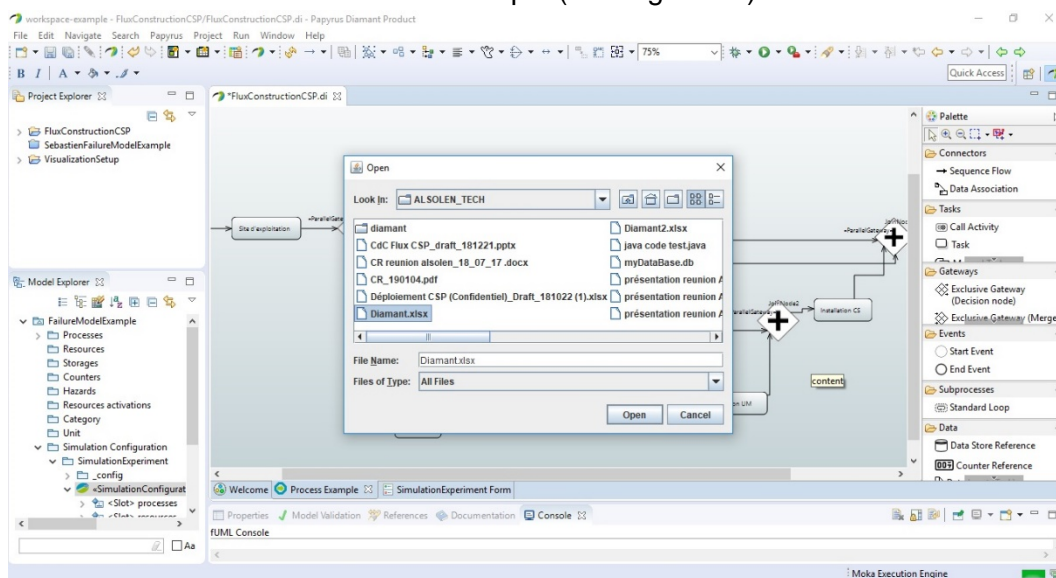 workspace-example - FluxConstructionCSP/FluxConstructionCSP.di - Papyrus Diamant Product
File Edit Navigate Search Papyrus Project Run Window Help
75%
B I A
Quick Access
Project Explorer
FluxConstructionCSP
SebastienFailureModelExample
VisualizationSetup
Model Explorer
FailureModelExample
Processes
Resources
Storages
Counters
Hazards
Resources activations
Category
Unit
Simulation Configuration
SimulationExperiment
_config
«SimulationConfigurat
<Slot> processes
Aa
*FluxConstructionCSP.di
Site d'exploitation
Open
Look In: ALSOLEN_TECH
diamant
CdC Flux CSP_draft_181221.pptx
CR reunion alsolen_18_07_17 .docx
CR_190104.pdf
Déploiement CSP (Confidentiel)_Draft_181022 (1).xlsx
Diamant.xlsx
Diamant2.xlsx
java code test.java
myDataBase.db
présentation reunion A
présentation reunion A
présentation reunion A
File Name: Diamant.xlsx
Files of Type: All Files
Open Cancel
JoinNode2
Installation CS
content
on UM
Palette
Connectors
Sequence Flow
Data Association
Tasks
Call Activity
Task
Gateways
Exclusive Gateway
(Decision node)
Exclusive Gateway (Merge
Events
Start Event
End Event
Subprocesses
Standard Loop
Data
Data Store Reference
Counter Reference
Welcome Process Example SimulationExperiment Form
Properties Model Validation References Documentation Console
fUML Console
Moka Execution Engine